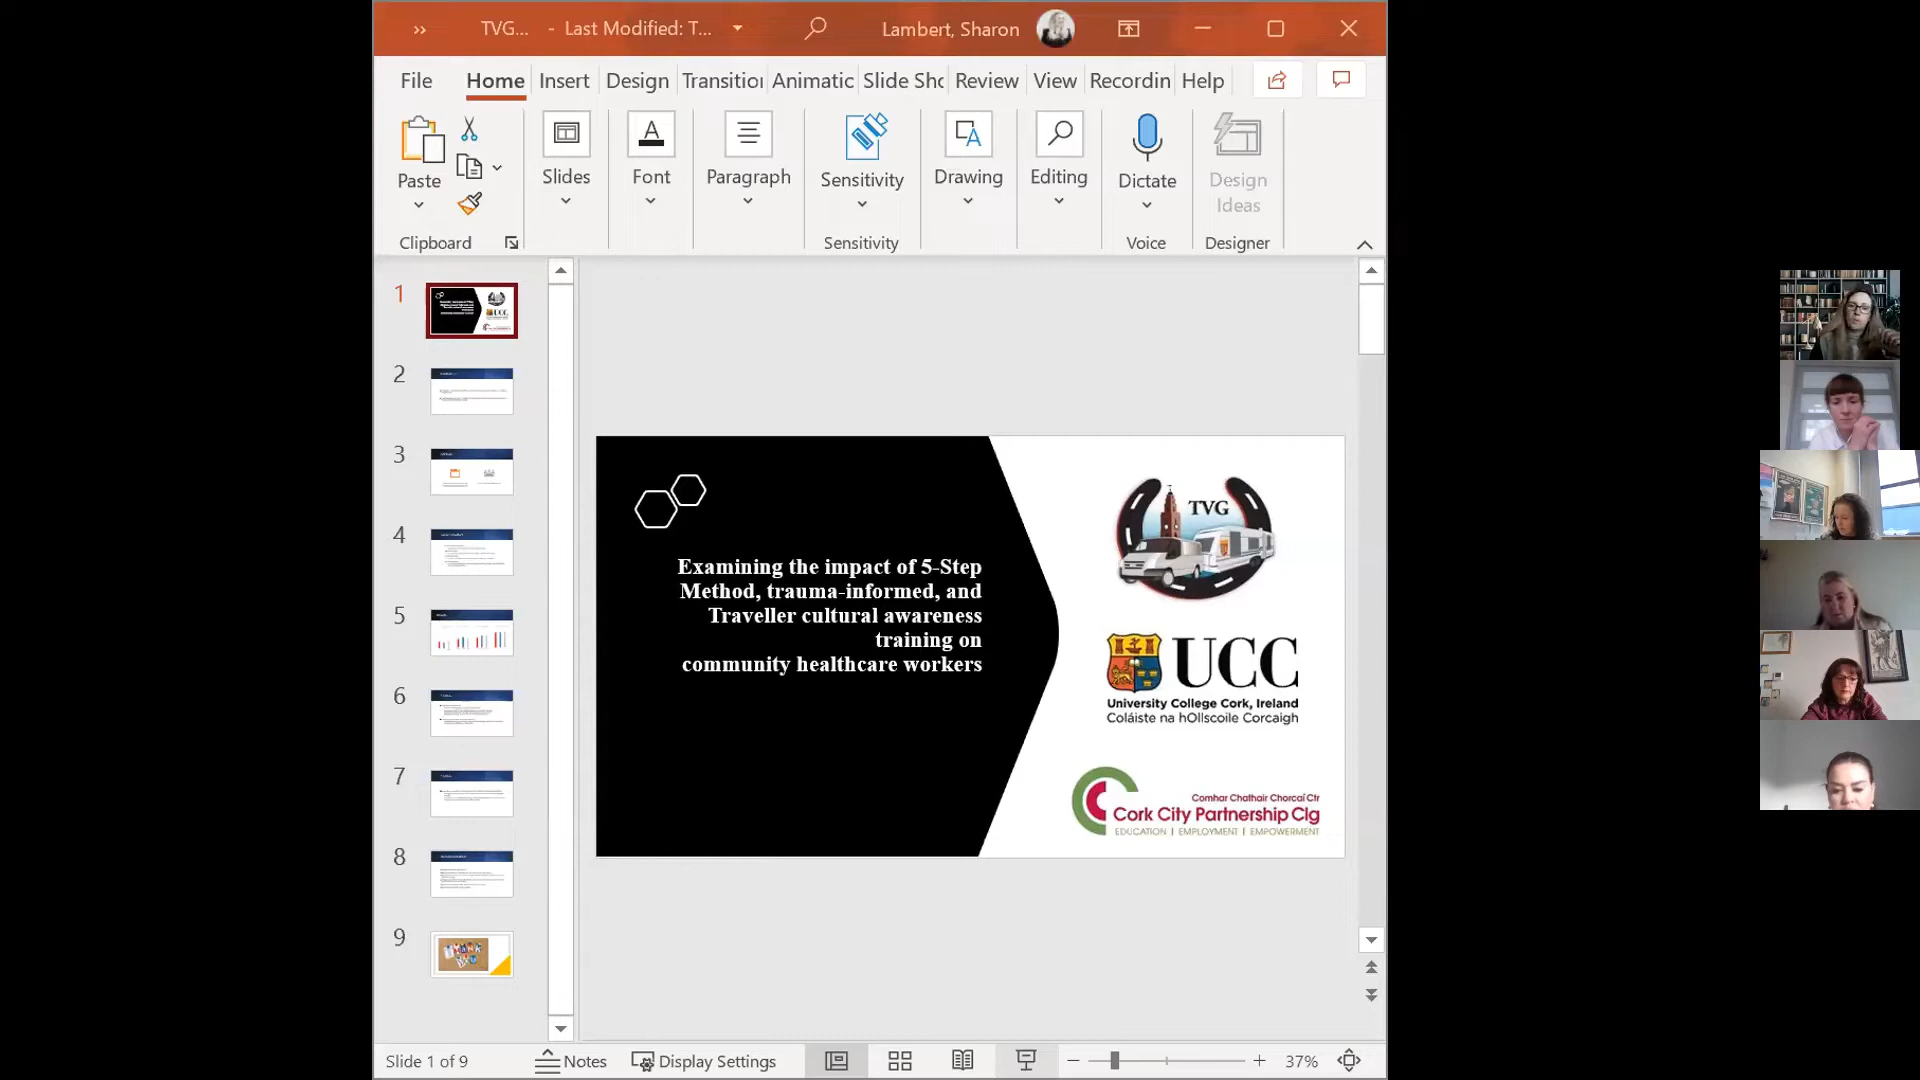 TVG... - Last Modified: T...
Lambert, Sharon
File Home Insert Design Transitio Animatic Slide Sho Review View Recordin Help
Paste
Slides
Font
Paragraph
Sensitivity
Drawing
Editing
Dictate
Design
Ideas
Clipboard
Sensitivity
Voice
Designer
1
2
3
4
5
6
7
8
9
Examining the impact of 5-Step
Method, trauma-informed, and
Traveller cultural awareness
training on
community healthcare workers
TVG
UCC
University College Cork, Ireland
Coláiste na hOllscoile Corcaigh
Comhar Chathair Chorcaí Ctr
Cork City Partnership Clg
EDUCATION | EMPLOYMENT | EMPOWERMENT
Slide 1 of 9
Notes
Display Settings
37%